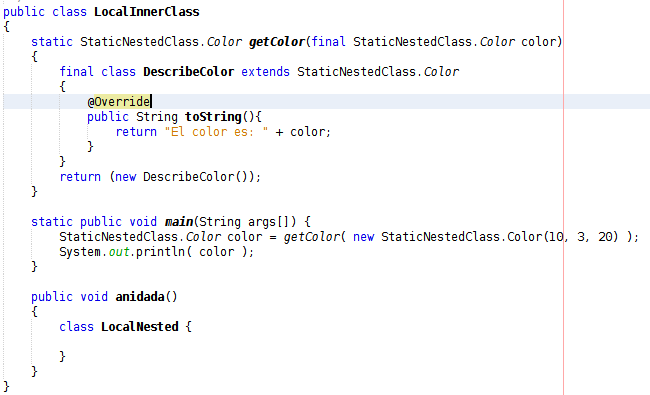 public class LocalInnerClass
{
    static StaticNestedClass.Color getColor(final StaticNestedClass.Color color)
    {
        final class DescribeColor extends StaticNestedClass.Color
        {
            @Override
            public String toString(){
                return "El color es: " + color;
            }
        }
        return (new DescribeColor());
    }

    static public void main(String args[]) {
        StaticNestedClass.Color color = getColor( new StaticNestedClass.Color(10, 3, 20) );
        System.out.println( color );
    }

    public void anidada()
    {
        class LocalNested {

        }
    }
}